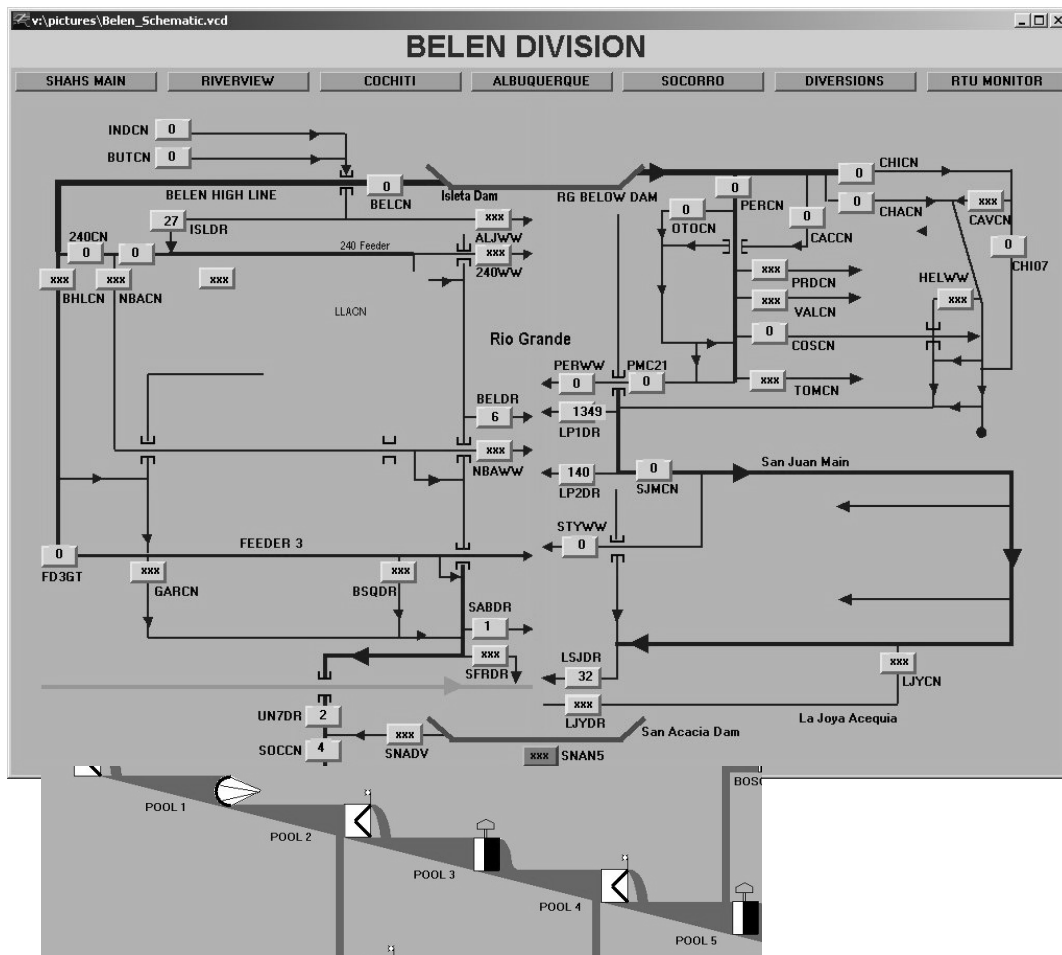 v:\pictures\Belen_Schematic.vcd
BELEN DIVISION
SHAHS MAIN RIVERVIEW COCHITI ALBUQUERQUE SOCORRO DIVERSIONS RTU MONITOR
INDCN 0
BUTCN 0
BELEN HIGH LINE
0
BELCN
Isleta Dam
RG BELOW DAM
0
PERCN
0
CHICN
0
CHACN
xxx
CAVCN
27
ISLDR
xxx
ALJWW
0
OTOCN
0
CACCN
0
CHI07
240CN
0
0
240 Feeder
xxx
240WW
xxx
BHLCN
xxx
NBACN
xxx
xxx
PRDCN
HELWW
xxx
LLACN
xxx
VALCN
Rio Grande
0
COSCN
PERWW
0
PMC21
0
xxx
TOMCN
BELDR
6
1349
LP1DR
xxx
NBAWW
140
LP2DR
0
SJMCN
San Juan Main
STYWW
0
FEEDER 3
0
FD3GT
xxx
GARCN
xxx
BSQDR
SABDR
1
xxx
SFRDR
LSJDR
32
xxx
LJYCN
xxx
LJYDR
La Joya Acequia
UN7DR 2
SOCCN 4
xxx
SNADV
San Acacia Dam
xxx SNAN5
POOL 1
POOL 2
POOL 3
POOL 4
POOL 5